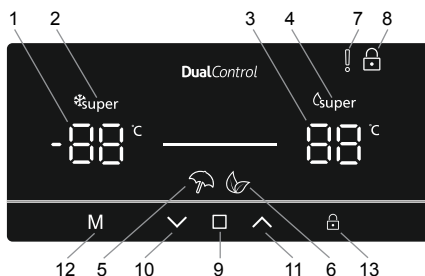 1 2 3 4 7 8
DualControl
super super
-88 °C 88 °C
M
12 5 10 9 11 6 13